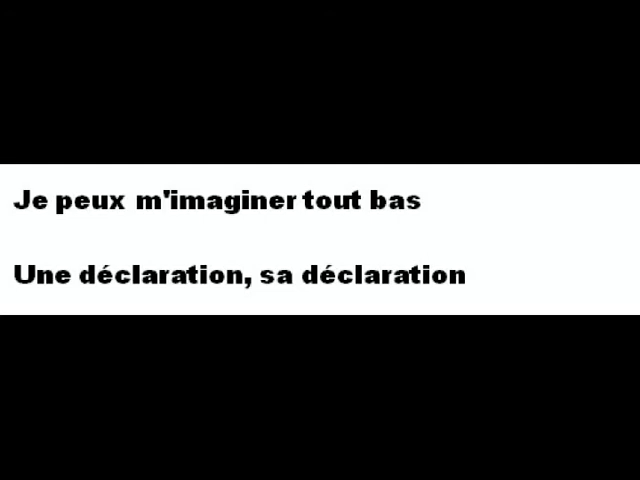 Je peux m'imaginer tout bas
Une déclaration, sa déclaration